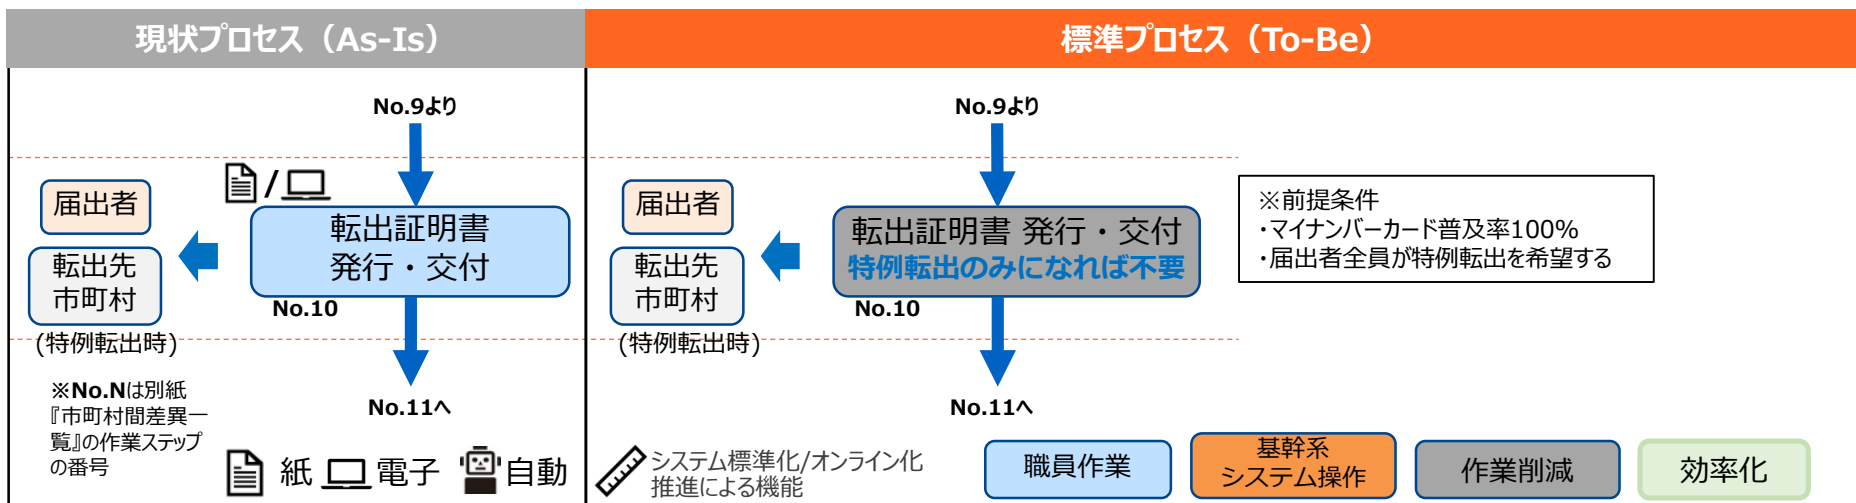 現状プロセス（As-Is）
標準プロセス（To-Be）
No.9より
/
届出者
転出証明書
発行・交付
転出先
市町村
No.10
(特例転出時)
No.11へ
※No.Nは別紙
『市町村間差異一
覧』の作業ステップ
の番号
紙
電子
自動
No.9より
届出者
転出証明書 発行・交付
特例転出のみになれば不要
転出先
市町村
No.10
(特例転出時)
No.11へ
※前提条件
・マイナンバーカード普及率100%
・届出者全員が特例転出を希望する
システム標準化/オンライン化
推進による機能
職員作業
基幹系
システム操作
作業削減
効率化